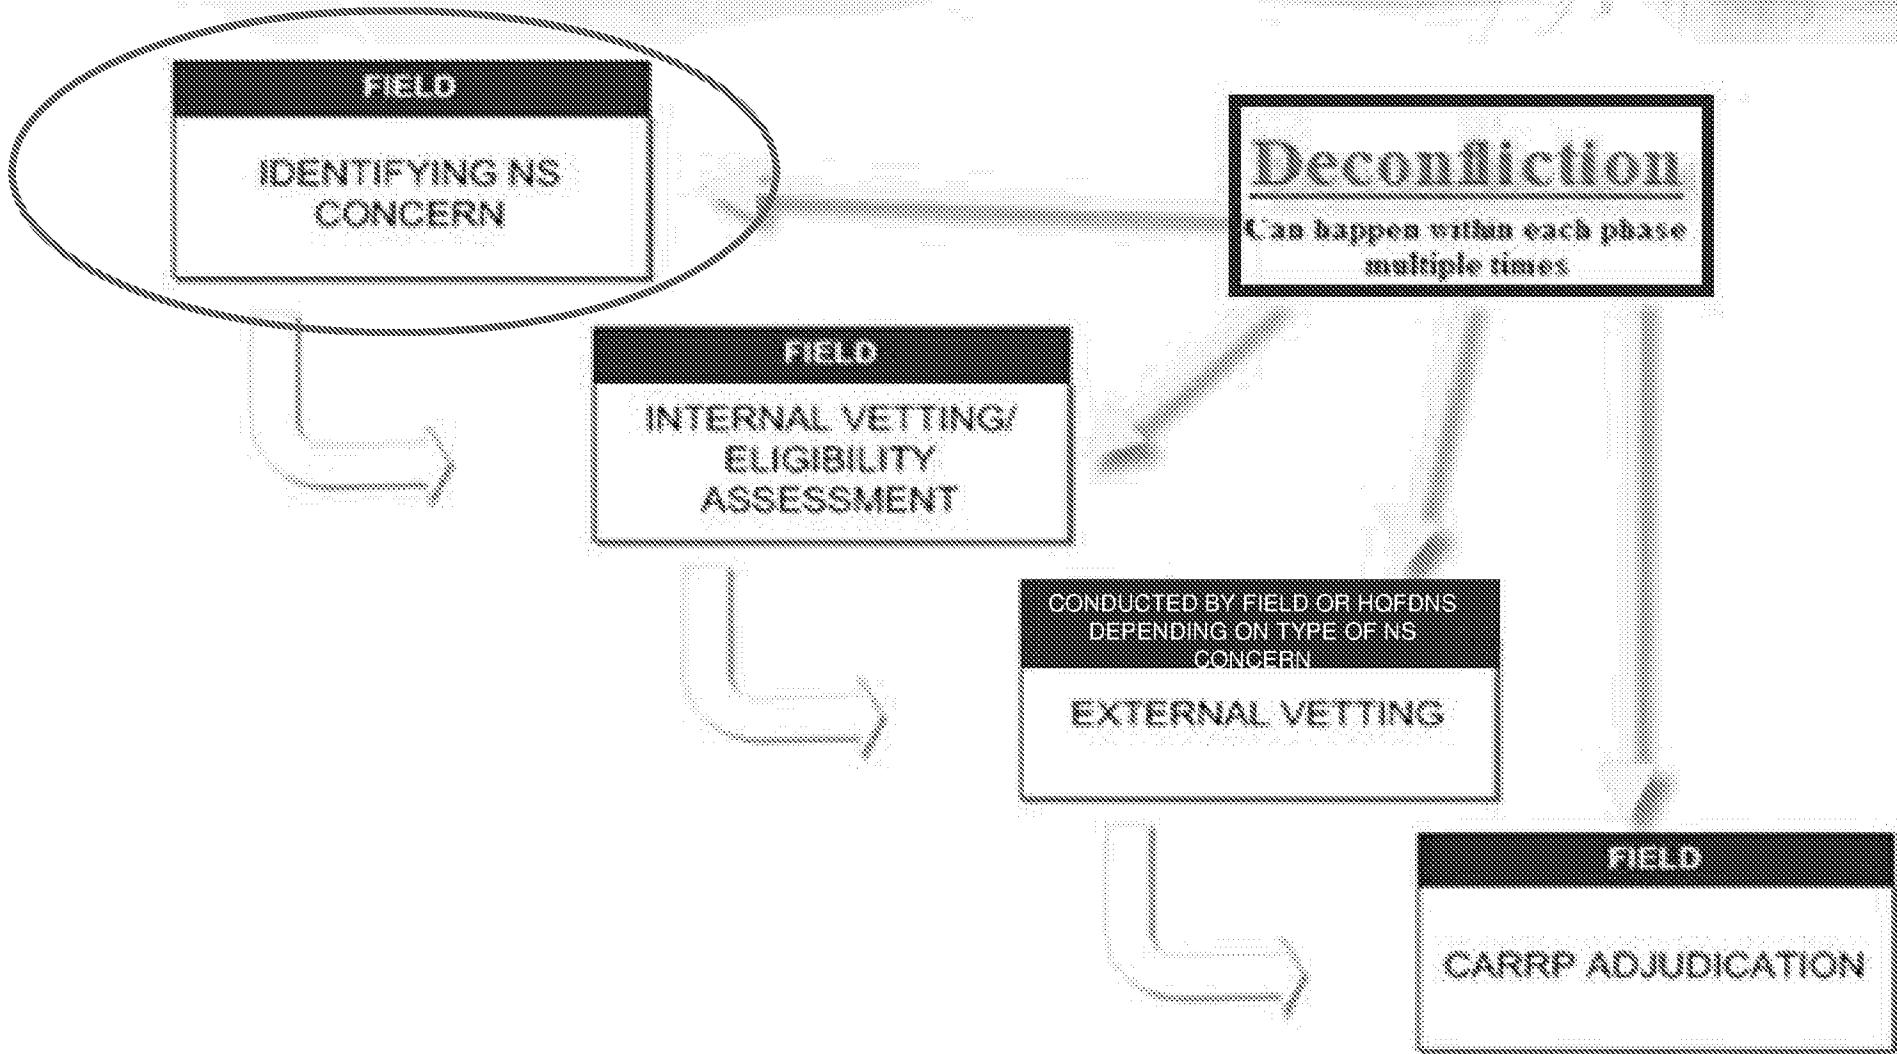 FIELD
IDENTIFYING NS
CONCERN
Deconfliction
Can happen within each phase
multiple times
FIELD
INTERNAL VETTING/
ELIGIBILITY
ASSESSMENT
CONDUCTED BY FIELD OR HQFDNS
DEPENDING ON TYPE OF NS
CONCERN
EXTERNAL VETTING
FIELD
CARRP ADJUDICATION